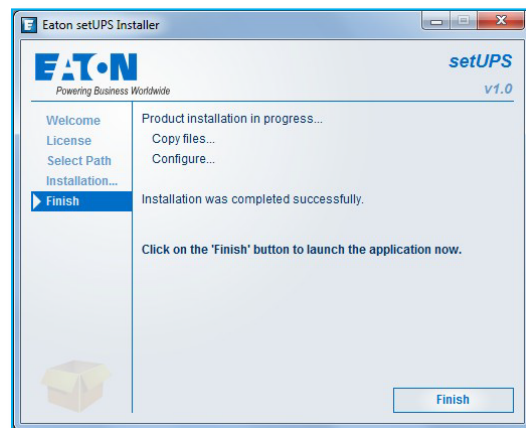 Eaton setUPS Installer
EATON
Powering Business Worldwide
setUPS
v1.0
Welcome
License
Select Path
Installation...
Finish
Product installation in progress...
Copy files...
Configure...
Installation was completed successfully.
Click on the 'Finish' button to launch the application now.
Finish